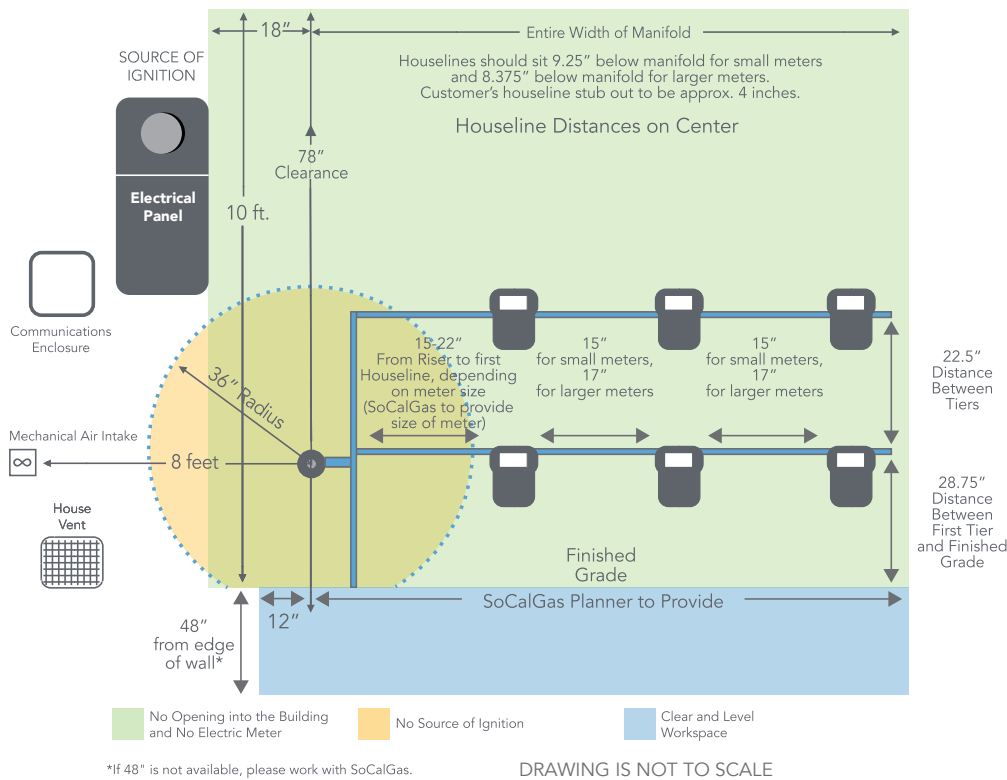 18”
Entire Width of Manifold
SOURCE OF
IGNITION
Houselines should sit 9.25” below manifold for small meters
and 8.375” below manifold for larger meters.
Customer’s houseline stub out to be approx. 4 inches.
Houseline Distances on Center
78”
Clearance
Electrical
Panel
10 ft.
Communications
Enclosure
15-22”
From Riser to first
Houseline, depending
on meter size
(SoCalGas to provide
size of meter)
15”
for small meters,
17”
for larger meters
15”
for small meters,
17”
for larger meters
22.5”
Distance
Between
Tiers
36” Radius
Mechanical Air Intake
8 feet
House
Vent
28.75”
Distance
Between
First Tier
and Finished
Grade
Finished
Grade
SoCalGas Planner to Provide
12”
48”
from edge
of wall*
No Opening into the Building
and No Electric Meter
No Source of Ignition
Clear and Level
Workspace
*If 48" is not available, please work with SoCalGas.
DRAWING IS NOT TO SCALE